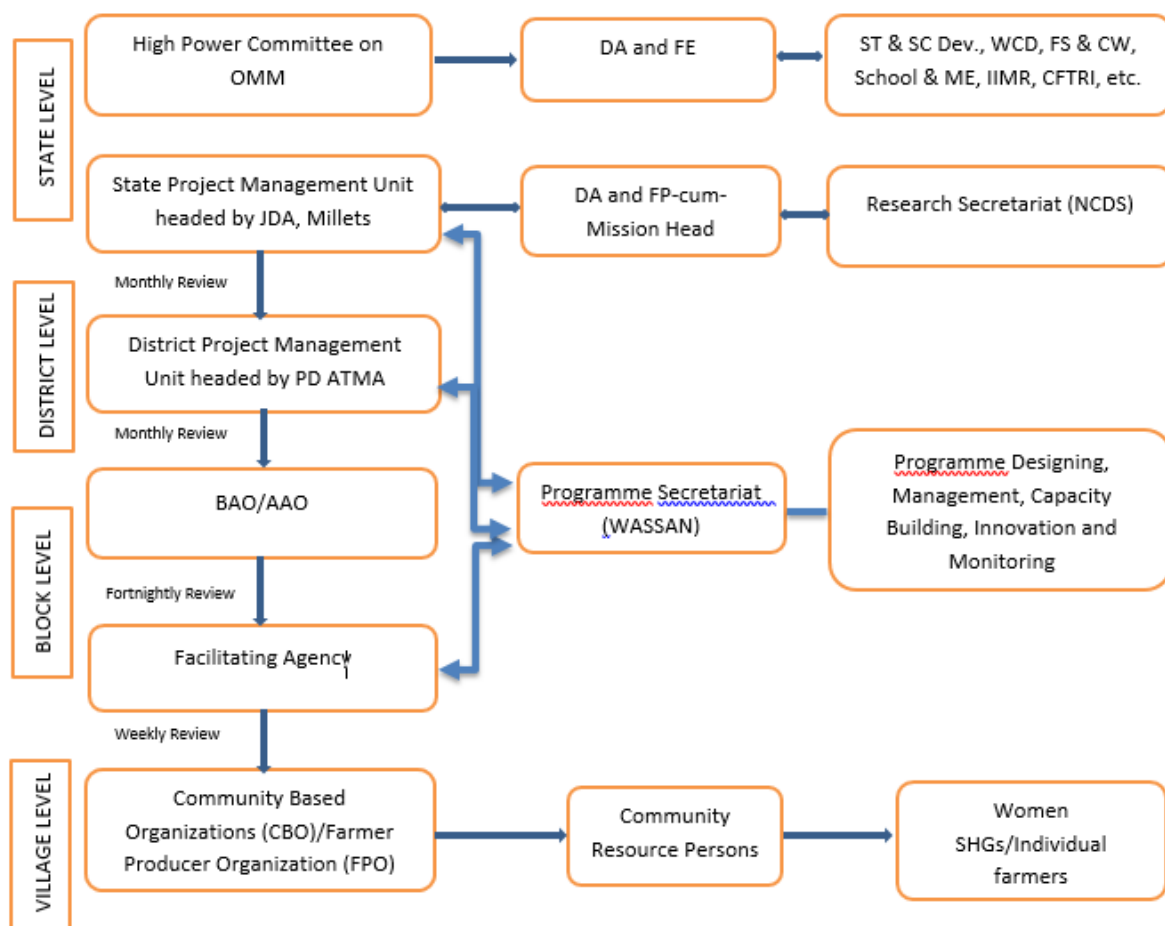 STATE LEVEL
High Power Committee on
OMM
DA and FE
ST & SC Dev., WCD, FS & CW,
School & ME, IIMR, CFTRI, etc.
State Project Management Unit
headed by JDA, Millets
DA and FP-cum-
Mission Head
Research Secretariat (NCDS)
Monthly Review
DISTRICT LEVEL
District Project Management
Unit headed by PD ATMA
Monthly Review
BLOCK LEVEL
BAO/AAO
Programme Secretariat
(WASSAN)
Programme Designing,
Management, Capacity
Building, Innovation and
Monitoring
Fortnightly Review
Facilitating Agency
Weekly Review
VILLAGE LEVEL
Community Based
Organizations (CBO)/Farmer
Producer Organization (FPO)
Community
Resource Persons
Women
SHGs/Individual
farmers